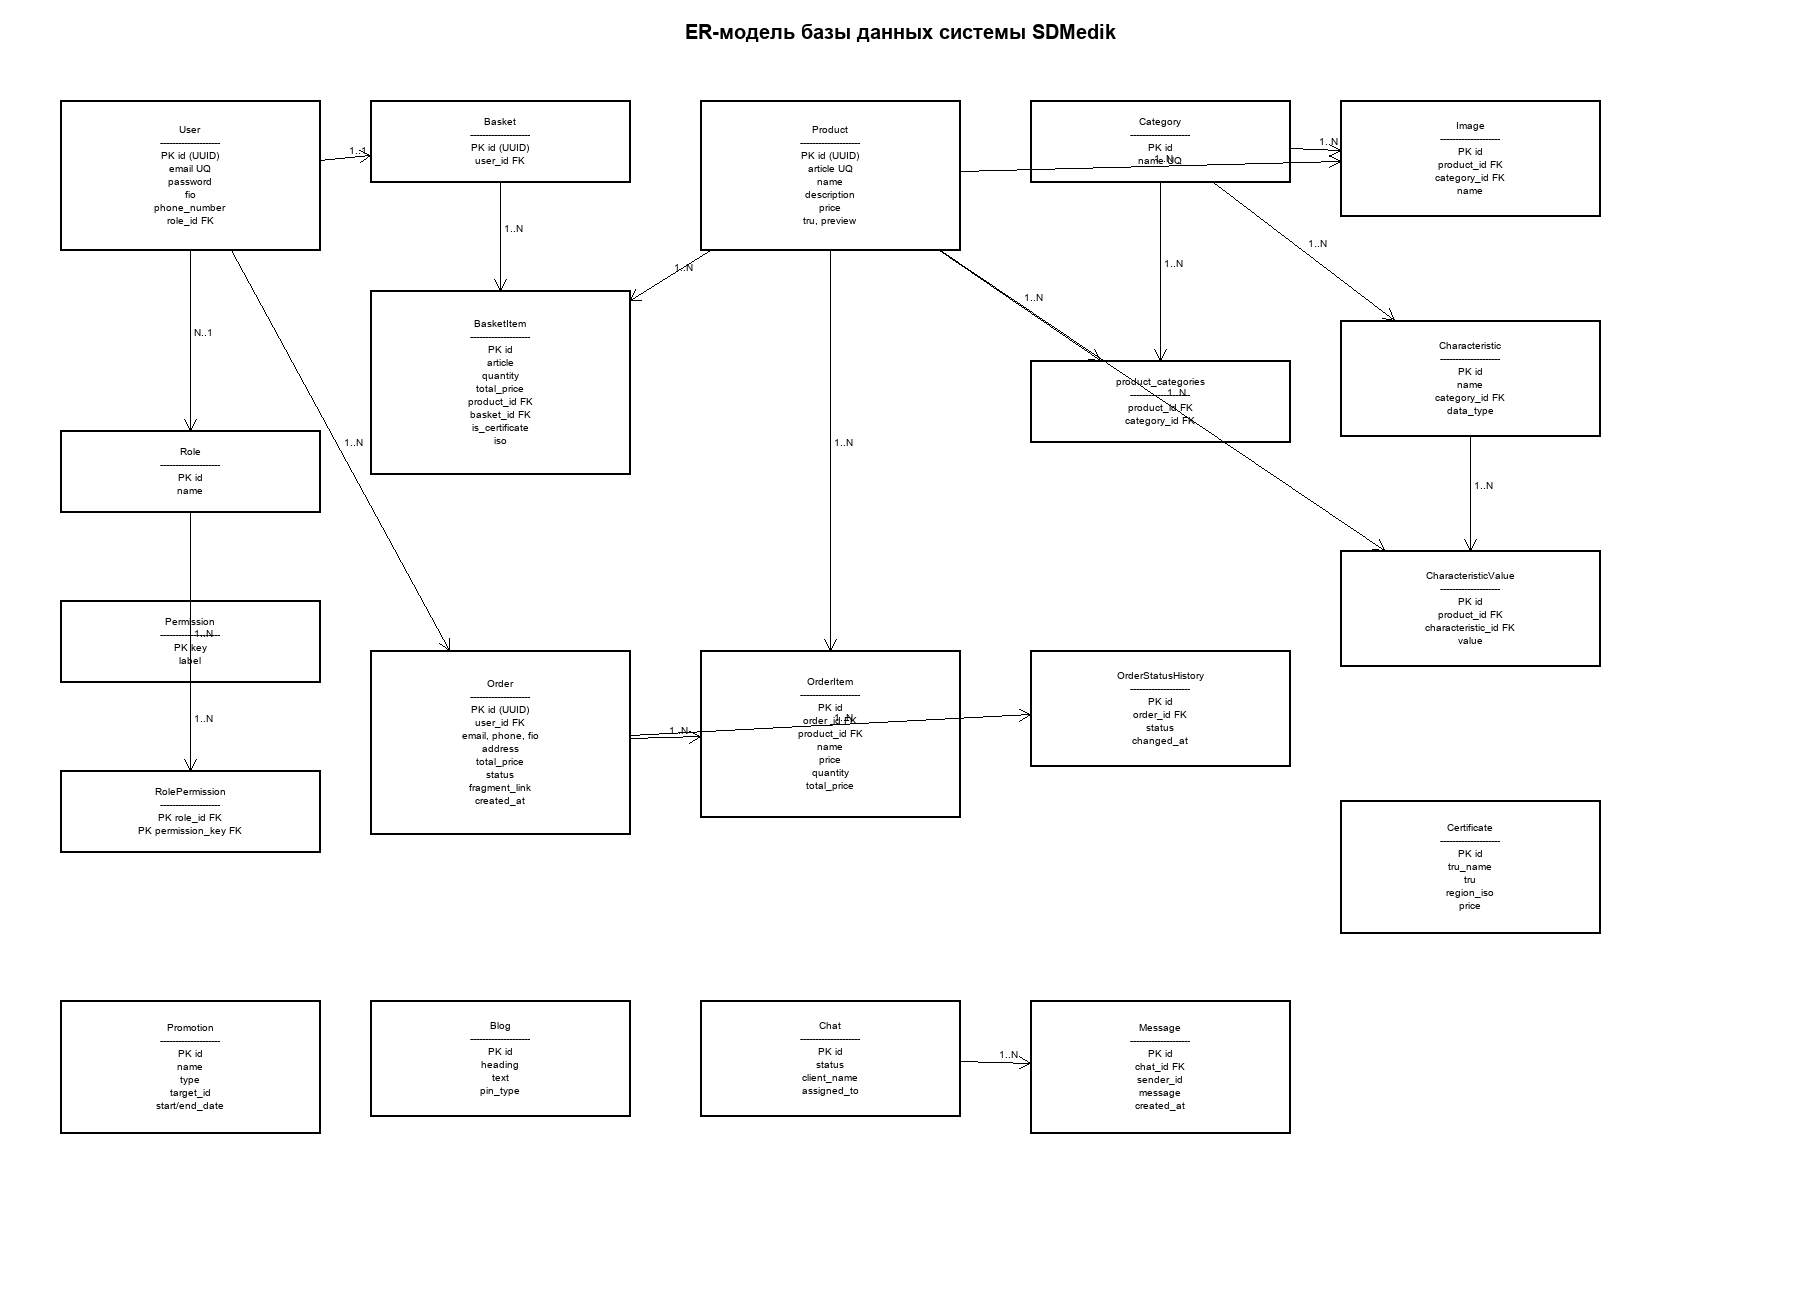 ER-модель базы данных системы SDMedik
User
--------------------
PK id (UUID)
email UQ
password
fio
phone_number
role_id FK
1..1
Basket
--------------------
PK id (UUID)
user_id FK
Product
--------------------
PK id (UUID)
article UQ
name
description
price
tru, preview
Category
--------------------
PK id
name UQ
1..N
1..N
Image
--------------------
PK id
product_id FK
category_id FK
name
1..N
1..N
1..N
1..N
1..N
N..1
1..N
BasketItem
--------------------
PK id
article
quantity
total_price
product_id FK
basket_id FK
is_certificate
iso
1..N
product_categories
--------------------
product_id FK
category_id FK
1..N
Characteristic
--------------------
PK id
name
category_id FK
data_type
1..N
Role
--------------------
PK id
name
CharacteristicValue
--------------------
PK id
product_id FK
characteristic_id FK
value
Permission
--------------------
PK key
label
1..N
1..N
RolePermission
--------------------
PK role_id FK
PK permission_key FK
Order
--------------------
PK id (UUID)
user_id FK
email, phone, fio
address
total_price
status
fragment_link
created_at
1..N
OrderItem
--------------------
PK id
order_id FK
product_id FK
name
price
quantity
total_price
1..N
OrderStatusHistory
--------------------
PK id
order_id FK
status
changed_at
Certificate
--------------------
PK id
tru_name
tru
region_iso
price
Promotion
--------------------
PK id
name
type
target_id
start/end_date
Blog
--------------------
PK id
heading
text
pin_type
Chat
--------------------
PK id
status
client_name
assigned_to
1..N
Message
--------------------
PK id
chat_id FK
sender_id
message
created_at